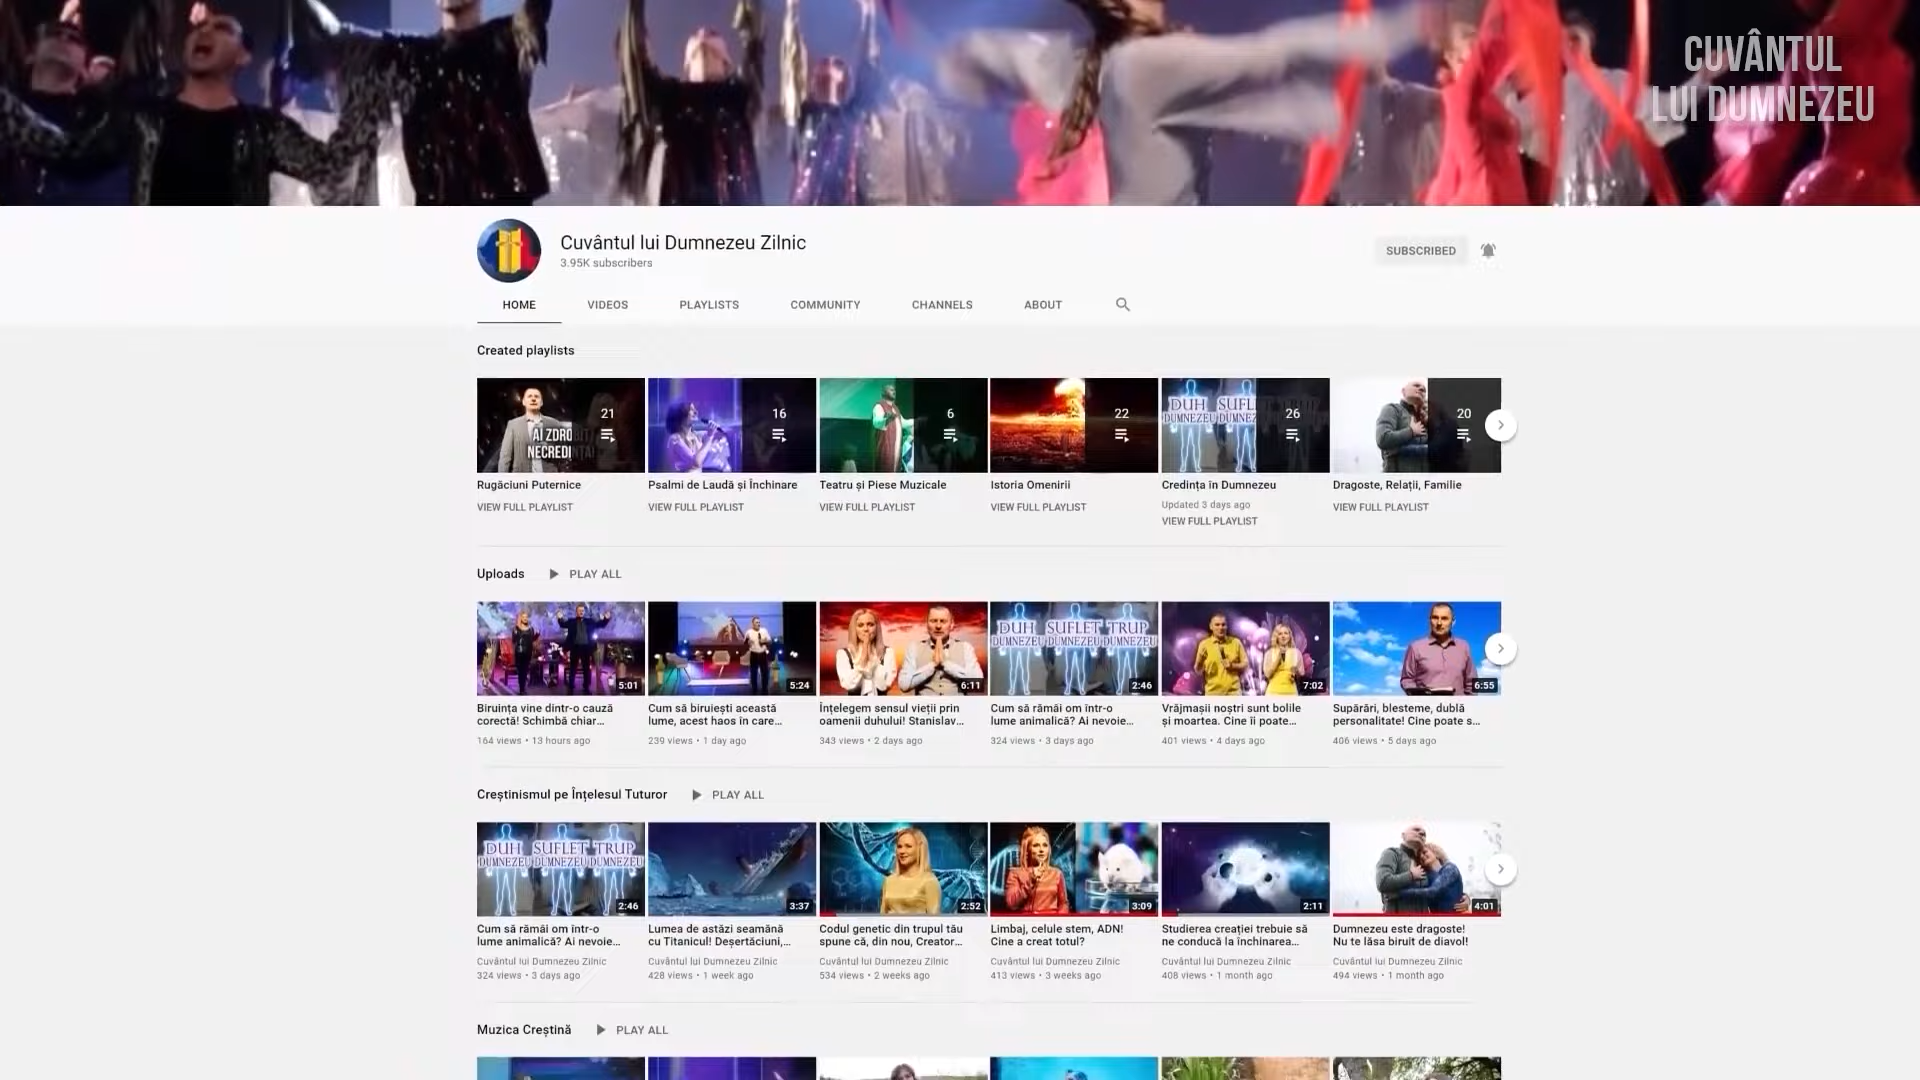 CUVÂNTUL
LUI DUMNEZEU
Cuvântul lui Dumnezeu Zilnic
3.95K subscribers
SUBSCRIBED
HOME VIDEOS PLAYLISTS COMMUNITY CHANNELS ABOUT
Created playlists
21 16 6 22 26 20
AI ZDROBIT
NECREDINȚA!
DUH SUFLET TRUP
DUMNEZEU DUMNEZEU DUMNEZEU
Rugăciuni Puternice
VIEW FULL PLAYLIST
Psalmi de Laudă și Închinare
VIEW FULL PLAYLIST
Teatru și Piese Muzicale
VIEW FULL PLAYLIST
Istoria Omenirii
VIEW FULL PLAYLIST
Credința în Dumnezeu
Updated 3 days ago
VIEW FULL PLAYLIST
Dragoste, Relații, Familie
VIEW FULL PLAYLIST
Uploads PLAY ALL
5:01
Biruința vine dintr-o cauză
corectă! Schimbă chiar...
164 views • 13 hours ago
5:24
Cum să biruiești această
lume, acest haos în care...
239 views • 1 day ago
6:11
Înțelegem sensul vieții prin
oamenii duhului! Stanislav...
343 views • 2 days ago
DUH SUFLET TRUP
DUMNEZEU DUMNEZEU DUMNEZEU
2:46
Cum să rămâi om într-o
lume animalică? Ai nevoie...
324 views • 3 days ago
7:02
Vrăjmașii noștri sunt bolile
și moartea. Cine îi poate...
401 views • 4 days ago
6:55
Supărări, blesteme, dublă
personalitate! Cine poate s...
406 views • 5 days ago
Creștinismul pe Înțelesul Tuturor PLAY ALL
DUH SUFLET TRUP
DUMNEZEU DUMNEZEU DUMNEZEU
2:46
Cum să rămâi om într-o
lume animalică? Ai nevoie...
Cuvântul lui Dumnezeu Zilnic
324 views • 3 days ago
3:37
Lumea de astăzi seamănă
cu Titanicul! Deșertăciuni,...
Cuvântul lui Dumnezeu Zilnic
428 views • 1 week ago
2:52
Codul genetic din trupul tău
spune că, din nou, Creator...
Cuvântul lui Dumnezeu Zilnic
534 views • 2 weeks ago
3:09
Limbaj, celule stem, ADN!
Cine a creat totul?
Cuvântul lui Dumnezeu Zilnic
413 views • 3 weeks ago
2:11
Studierea creației trebuie să
ne conducă la închinarea...
Cuvântul lui Dumnezeu Zilnic
408 views • 1 month ago
4:01
Dumnezeu este dragoste!
Nu te lăsa biruit de diavol!
Cuvântul lui Dumnezeu Zilnic
494 views • 1 month ago
Muzica Creștină PLAY ALL